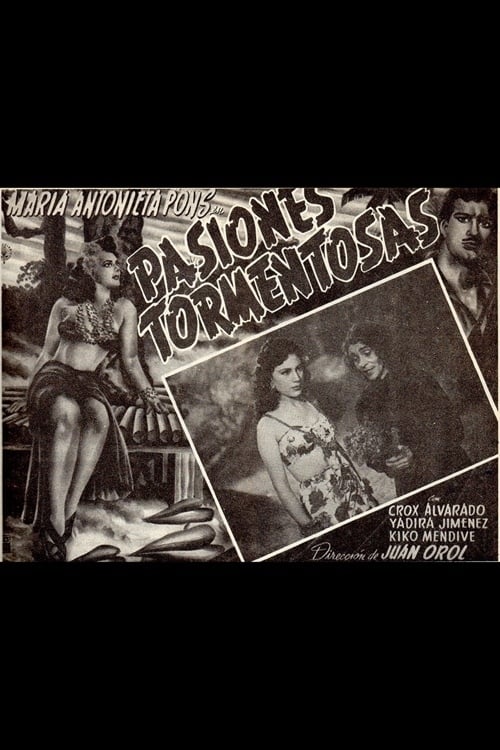 MARIA ANTONIETA PONS en
PASIONES
TORMENTOSAS
con
CROX ALVARADO
YADIRA JIMENEZ
KIKO MENDIVE
Dirección de JUAN OROL